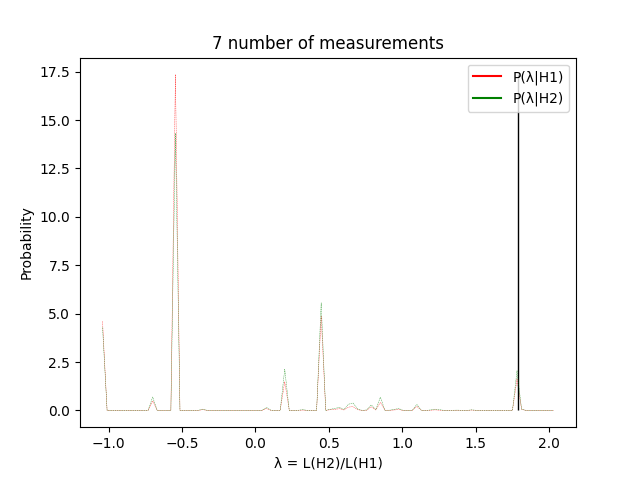 7 number of measurements
P(λ|H1)
P(λ|H2)
Probability
17.5
15.0
12.5
10.0
7.5
5.0
2.5
0.0
−1.0 −0.5 0.0 0.5 1.0 1.5 2.0
λ = L(H2)/L(H1)